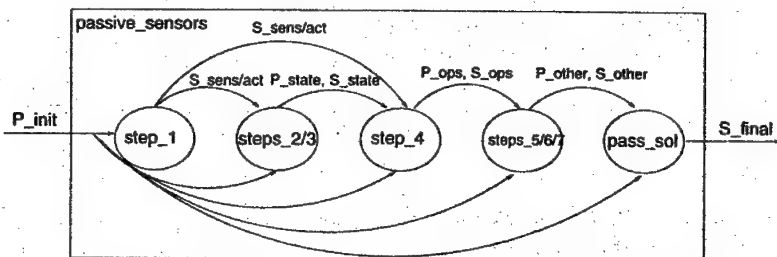 passive_sensors
S_sens/act
S_sens/act
P_state, S_state
P_ops, S_ops
P_other, S_other
P_init
step_1
steps_2/3
step_4
steps_5/6/7
pass_sol
S_final